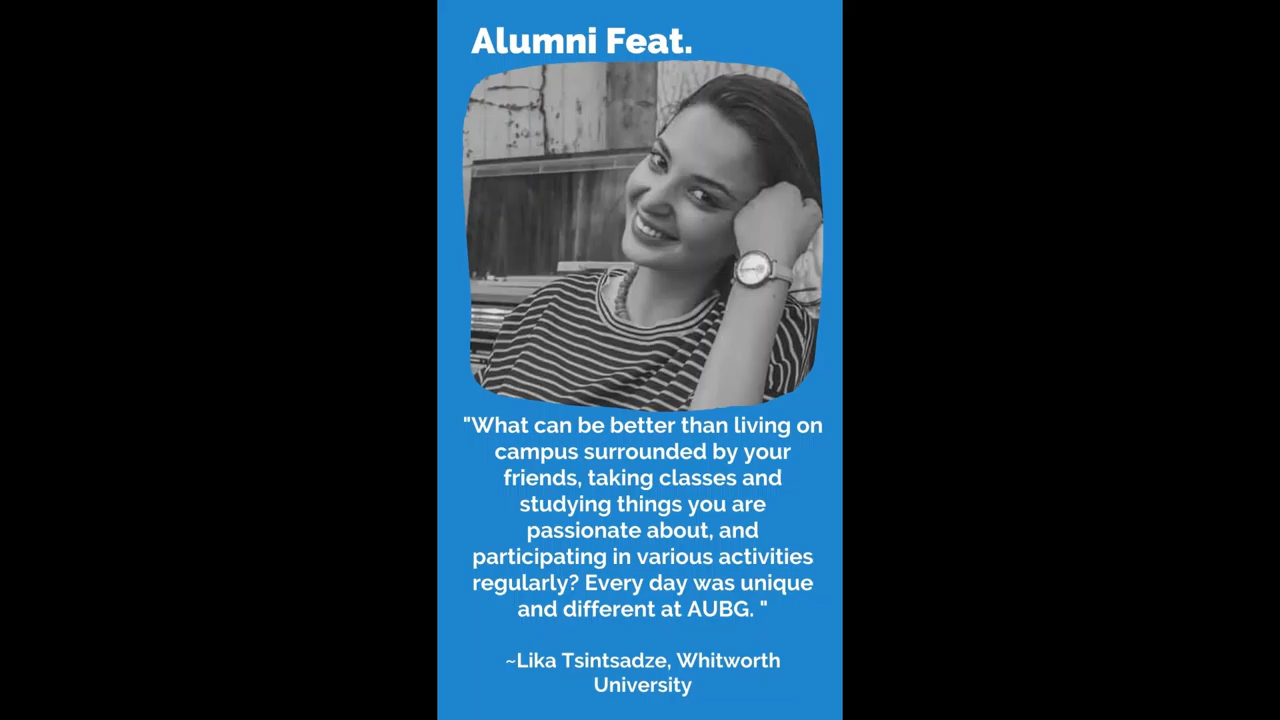 Alumni Feat.
"What can be better than living on
campus surrounded by your
friends, taking classes and
studying things you are
passionate about, and
participating in various activities
regularly? Every day was unique
and different at AUBG. "
~Lika Tsintsadze, Whitworth
University